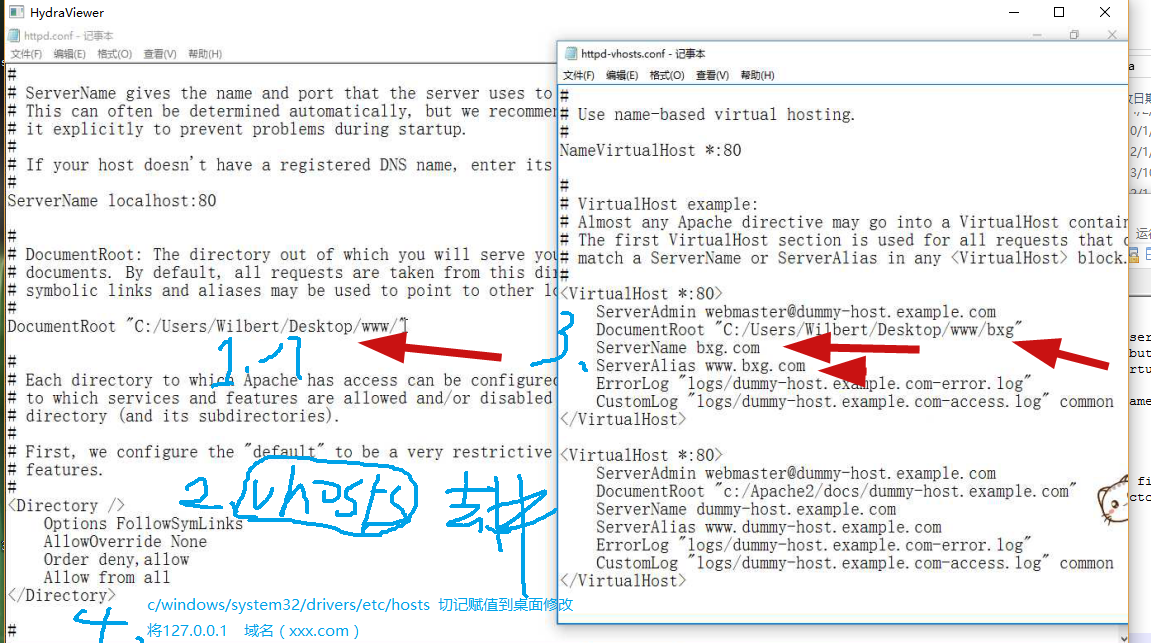 HydraViewer
httpd.conf - 记事本
文件(F) 编辑(E) 格式(O) 查看(V) 帮助(H)
#
# ServerName gives the name and port that the server uses to
# This can often be determined automatically, but we recommen
# it explicitly to prevent problems during startup.
#
# If your host doesn't have a registered DNS name, enter its
#
ServerName localhost:80
#
# DocumentRoot: The directory out of which you will serve you
# documents. By default, all requests are taken from this dir
# symbolic links and aliases may be used to point to other lo
#
DocumentRoot "C:/Users/Wilbert/Desktop/www/"
#
# Each directory to which Apache has access can be configured
# to which services and features are allowed and/or disabled
# directory (and its subdirectories).
#
# First, we configure the "default" to be a very restrictive
# features.
#
<Directory />
Options FollowSymLinks
AllowOverride None
Order deny,allow
Allow from all
</Directory>
#
1.
2. vhosts 去掉#
4.
c/windows/system32/drivers/etc/hosts 切记赋值到桌面修改
将127.0.0.1 域名（xxx.com）
httpd-vhosts.conf - 记事本
文件(F) 编辑(E) 格式(O) 查看(V) 帮助(H)
#
# Use name-based virtual hosting.
#
NameVirtualHost *:80
#
# VirtualHost example:
# Almost any Apache directive may go into a VirtualHost contain
# The first VirtualHost section is used for all requests that
# match a ServerName or ServerAlias in any <VirtualHost> block.
#
<VirtualHost *:80>
ServerAdmin webmaster@dummy-host.example.com
DocumentRoot "C:/Users/Wilbert/Desktop/www/bxg"
ServerName bxg.com
ServerAlias www.bxg.com
ErrorLog "logs/dummy-host.example.com-error.log"
CustomLog "logs/dummy-host.example.com-access.log" common
</VirtualHost>
3.
<VirtualHost *:80>
ServerAdmin webmaster@dummy-host.example.com
DocumentRoot "c:/Apache2/docs/dummy-host.example.com"
ServerName dummy-host.example.com
ServerAlias www.dummy-host.example.com
ErrorLog "logs/dummy-host.example.com-error.log"
CustomLog "logs/dummy-host.example.com-access.log" common
</VirtualHost>